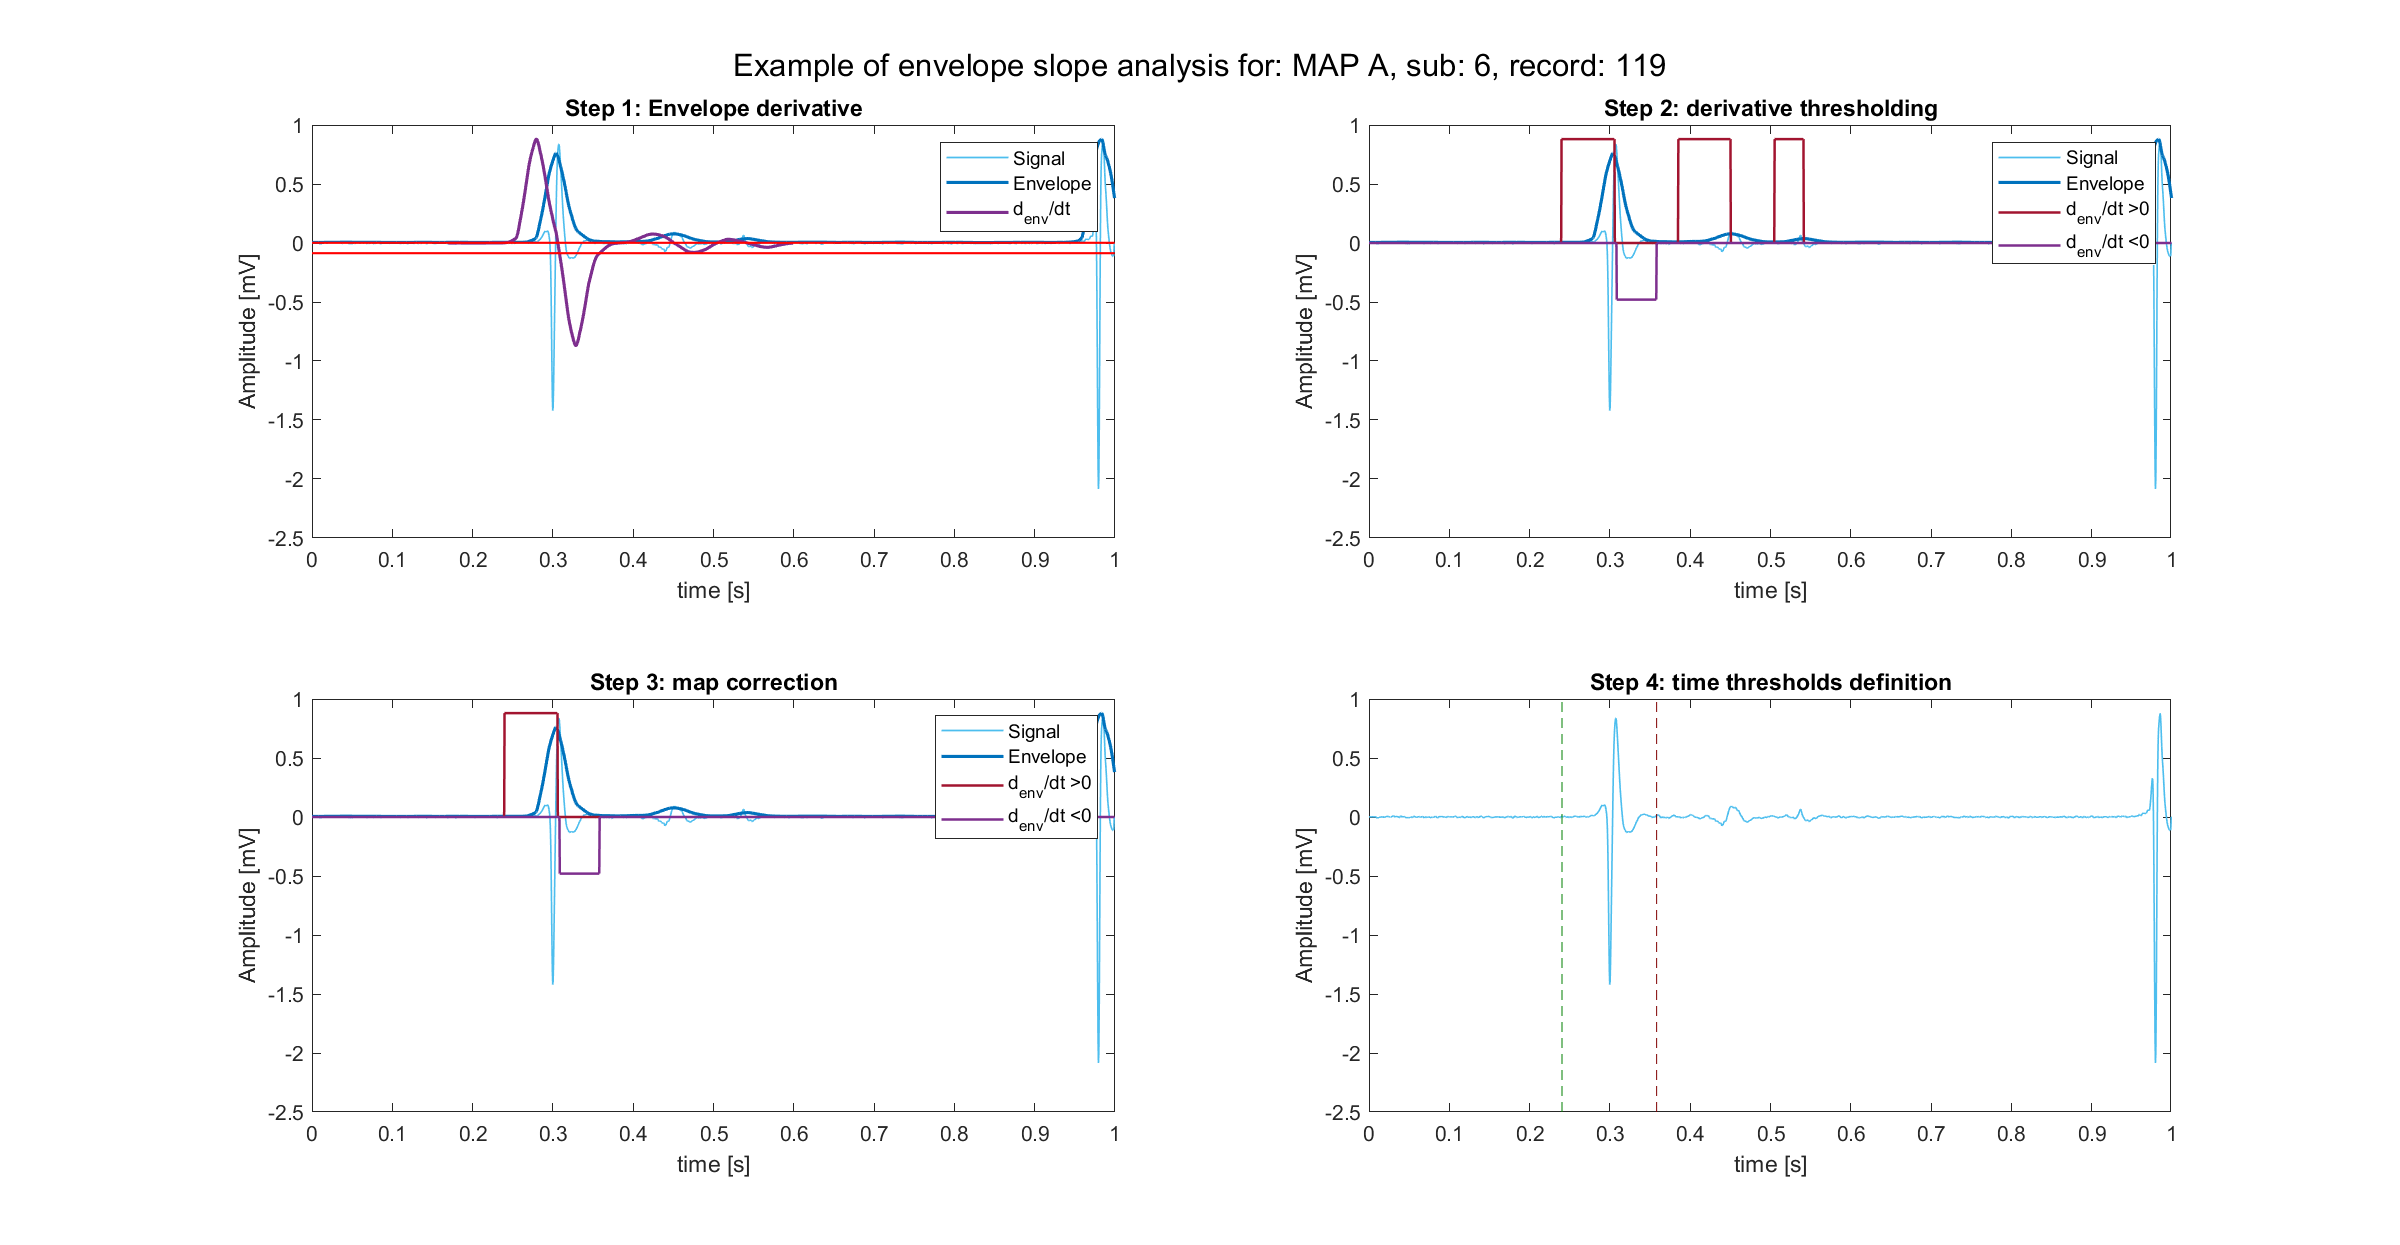 Example of envelope slope analysis for: MAP A, sub: 6, record: 119
Step 1: Envelope derivative
1
0.5
0
-0.5
-1
-1.5
-2
-2.5
Amplitude [mV]
0 0.1 0.2 0.3 0.4 0.5 0.6 0.7 0.8 0.9 1
time [s]
Signal
Envelope
d_env/dt
Step 2: derivative thresholding
1
0.5
0
-0.5
-1
-1.5
-2
-2.5
Amplitude [mV]
0 0.1 0.2 0.3 0.4 0.5 0.6 0.7 0.8 0.9 1
time [s]
Signal
Envelope
d_env/dt >0
d_env/dt <0
Step 3: map correction
1
0.5
0
-0.5
-1
-1.5
-2
-2.5
Amplitude [mV]
0 0.1 0.2 0.3 0.4 0.5 0.6 0.7 0.8 0.9 1
time [s]
Signal
Envelope
d_env/dt >0
d_env/dt <0
Step 4: time thresholds definition
1
0.5
0
-0.5
-1
-1.5
-2
-2.5
Amplitude [mV]
0 0.1 0.2 0.3 0.4 0.5 0.6 0.7 0.8 0.9 1
time [s]